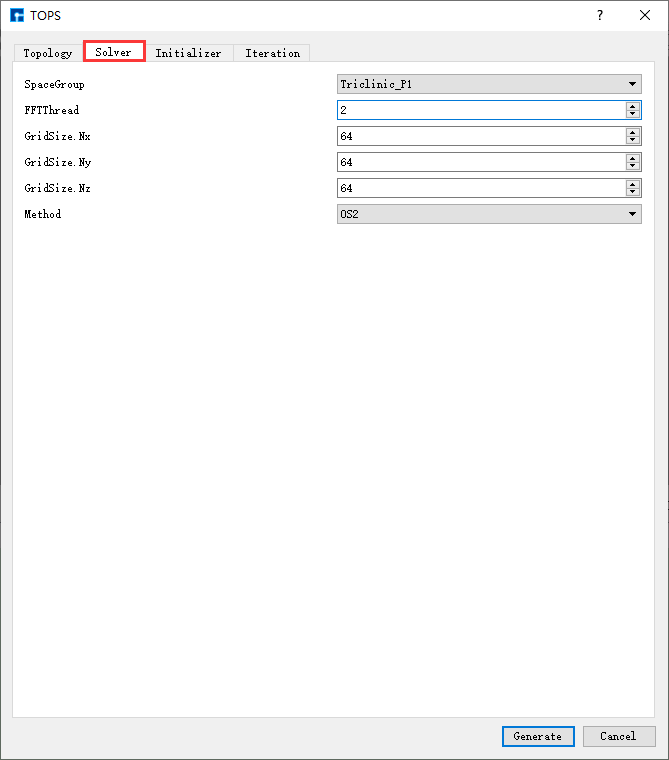 TOPS
Topology Solver Initializer Iteration
SpaceGroup Triclinic_P1
FFTThread 2
GridSize.Nx 64
GridSize.Ny 64
GridSize.Nz 64
Method OS2
Generate Cancel